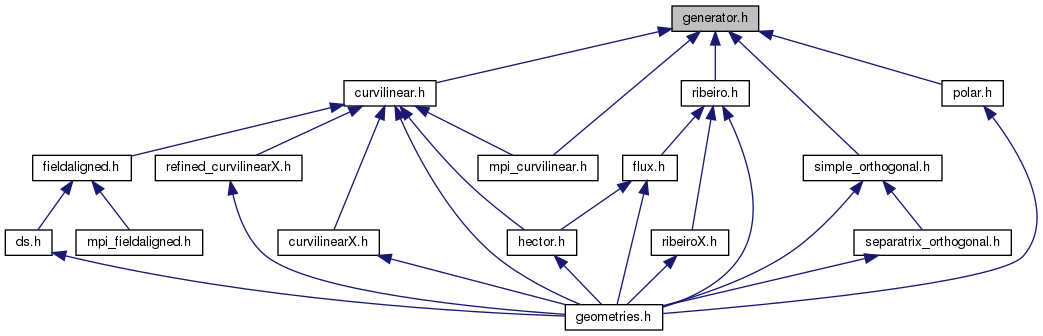 generator.h
curvilinear.h
ribeiro.h
polar.h
fieldaligned.h
refined_curvilinearX.h
mpi_curvilinear.h
flux.h
simple_orthogonal.h
ds.h
mpi_fieldaligned.h
curvilinearX.h
hector.h
ribeiroX.h
separatrix_orthogonal.h
geometries.h